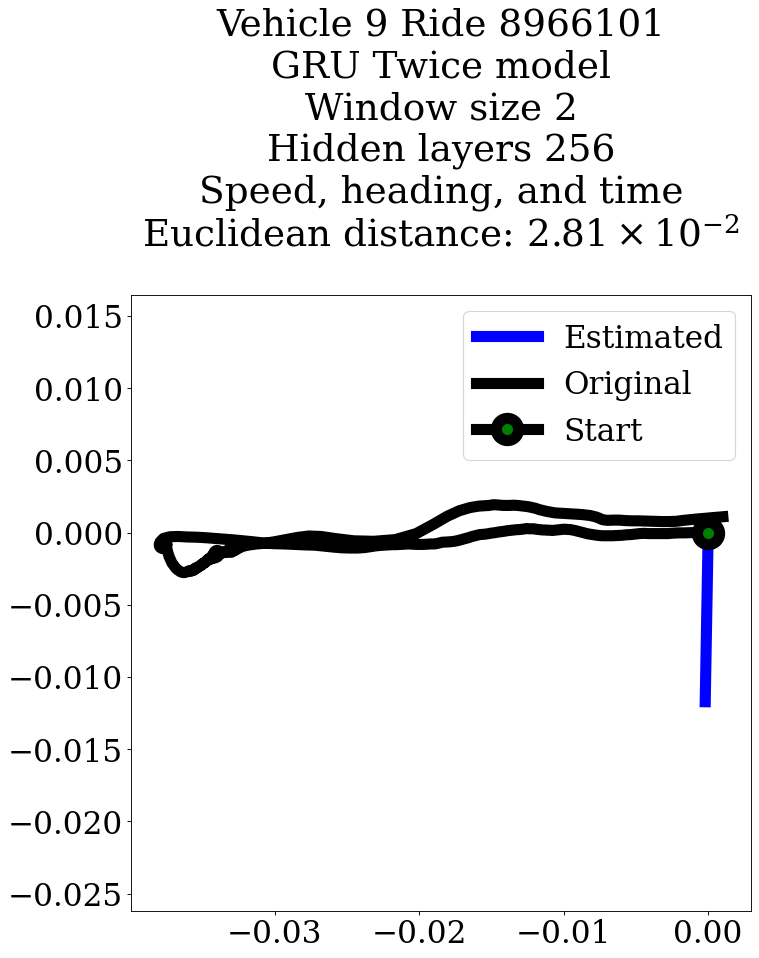 Vehicle 9 Ride 8966101
GRU Twice model
Window size 2
Hidden layers 256
Speed, heading, and time
Euclidean distance: 2.81 × 10⁻²
Estimated
Original
Start
0.015
0.010
0.005
0.000
−0.005
−0.010
−0.015
−0.020
−0.025
−0.03 −0.02 −0.01 0.00